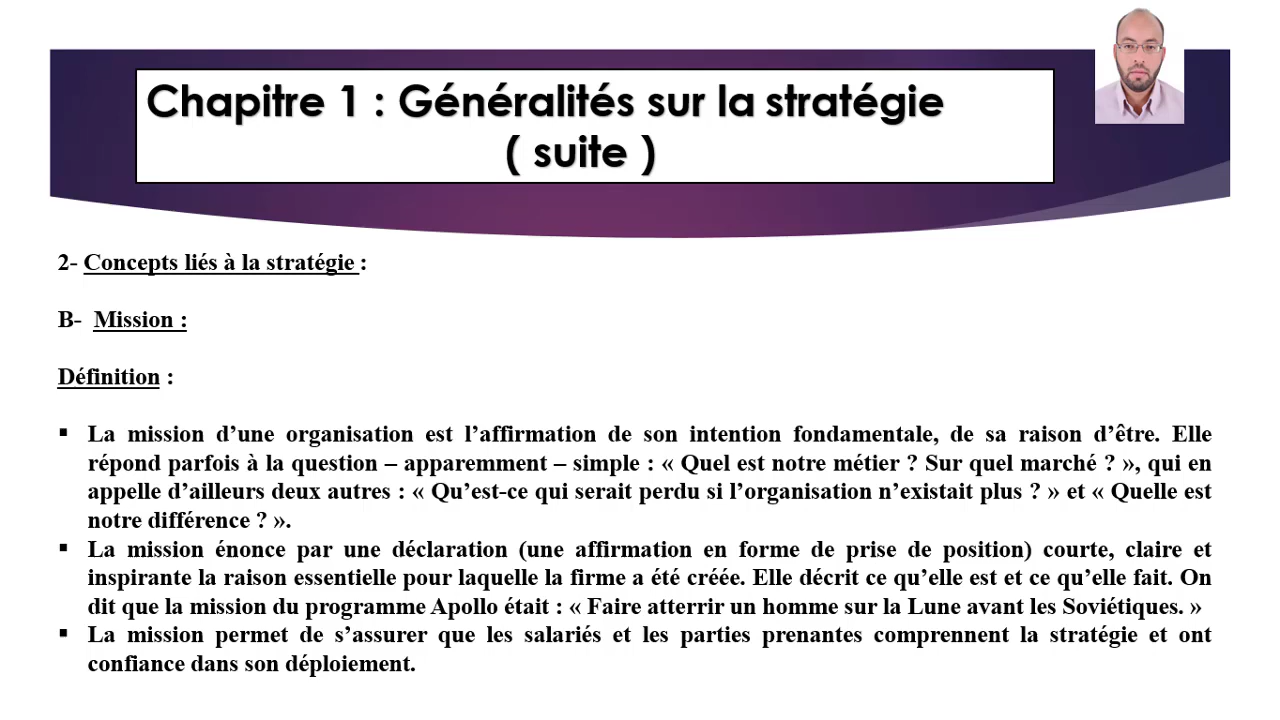 Chapitre 1 : Généralités sur la stratégie
( suite )
2- Concepts liés à la stratégie :
B- Mission :
Définition :
▪ La mission d’une organisation est l’affirmation de son intention fondamentale, de sa raison d’être. Elle
répond parfois à la question – apparemment – simple : « Quel est notre métier ? Sur quel marché ? », qui en
appelle d’ailleurs deux autres : « Qu’est-ce qui serait perdu si l’organisation n’existait plus ? » et « Quelle est
notre différence ? ».
▪ La mission énonce par une déclaration (une affirmation en forme de prise de position) courte, claire et
inspirante la raison essentielle pour laquelle la firme a été créée. Elle décrit ce qu’elle est et ce qu’elle fait. On
dit que la mission du programme Apollo était : « Faire atterrir un homme sur la Lune avant les Soviétiques. »
▪ La mission permet de s’assurer que les salariés et les parties prenantes comprennent la stratégie et ont
confiance dans son déploiement.